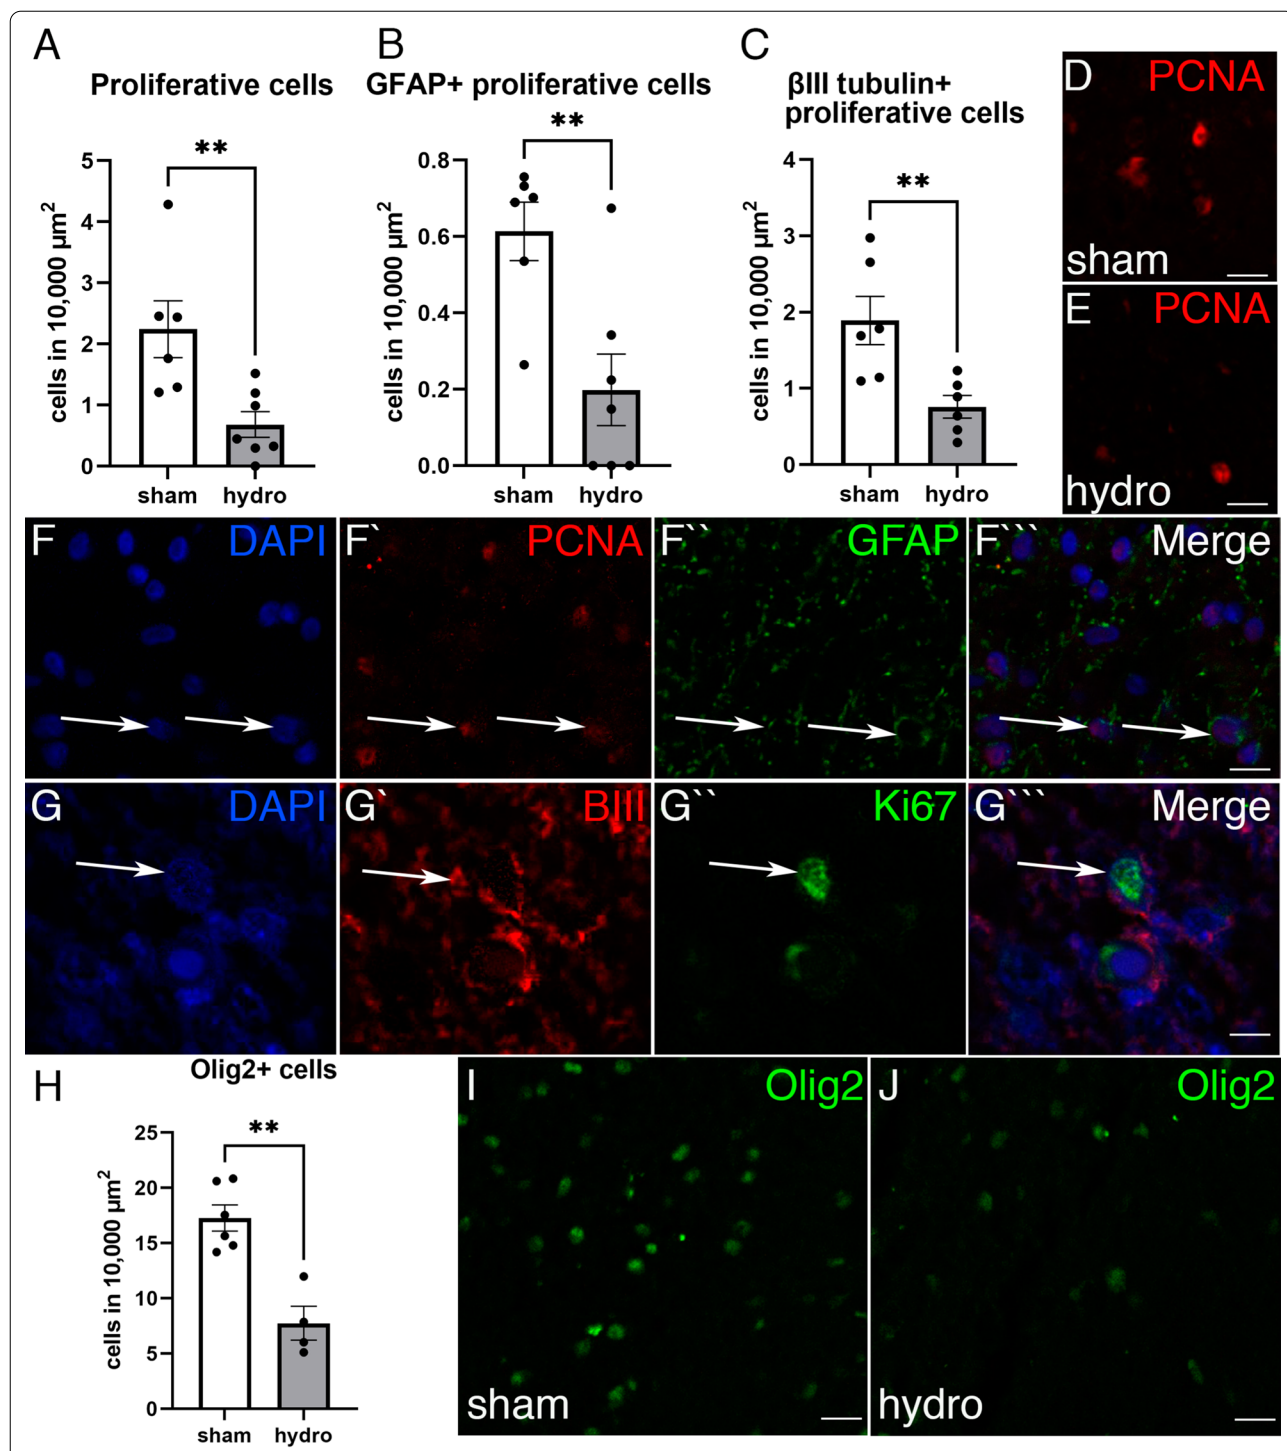 A
Proliferative cells
**
cells in 10,000 µm²
5
4
3
2
1
0
sham
hydro
B
GFAP+ proliferative cells
**
cells in 10,000 µm²
0.8
0.6
0.4
0.2
0.0
sham
hydro
C
βIII tubulin+
proliferative cells
**
cells in 10,000 µm²
4
3
2
1
0
sham
hydro
D PCNA
sham
E PCNA
hydro
F DAPI
F` PCNA
F`` GFAP
F``` Merge
G DAPI
G` BIII
G`` Ki67
G``` Merge
H
Olig2+ cells
**
cells in 10,000 µm²
25
20
15
10
5
0
sham
hydro
I Olig2
sham
J Olig2
hydro